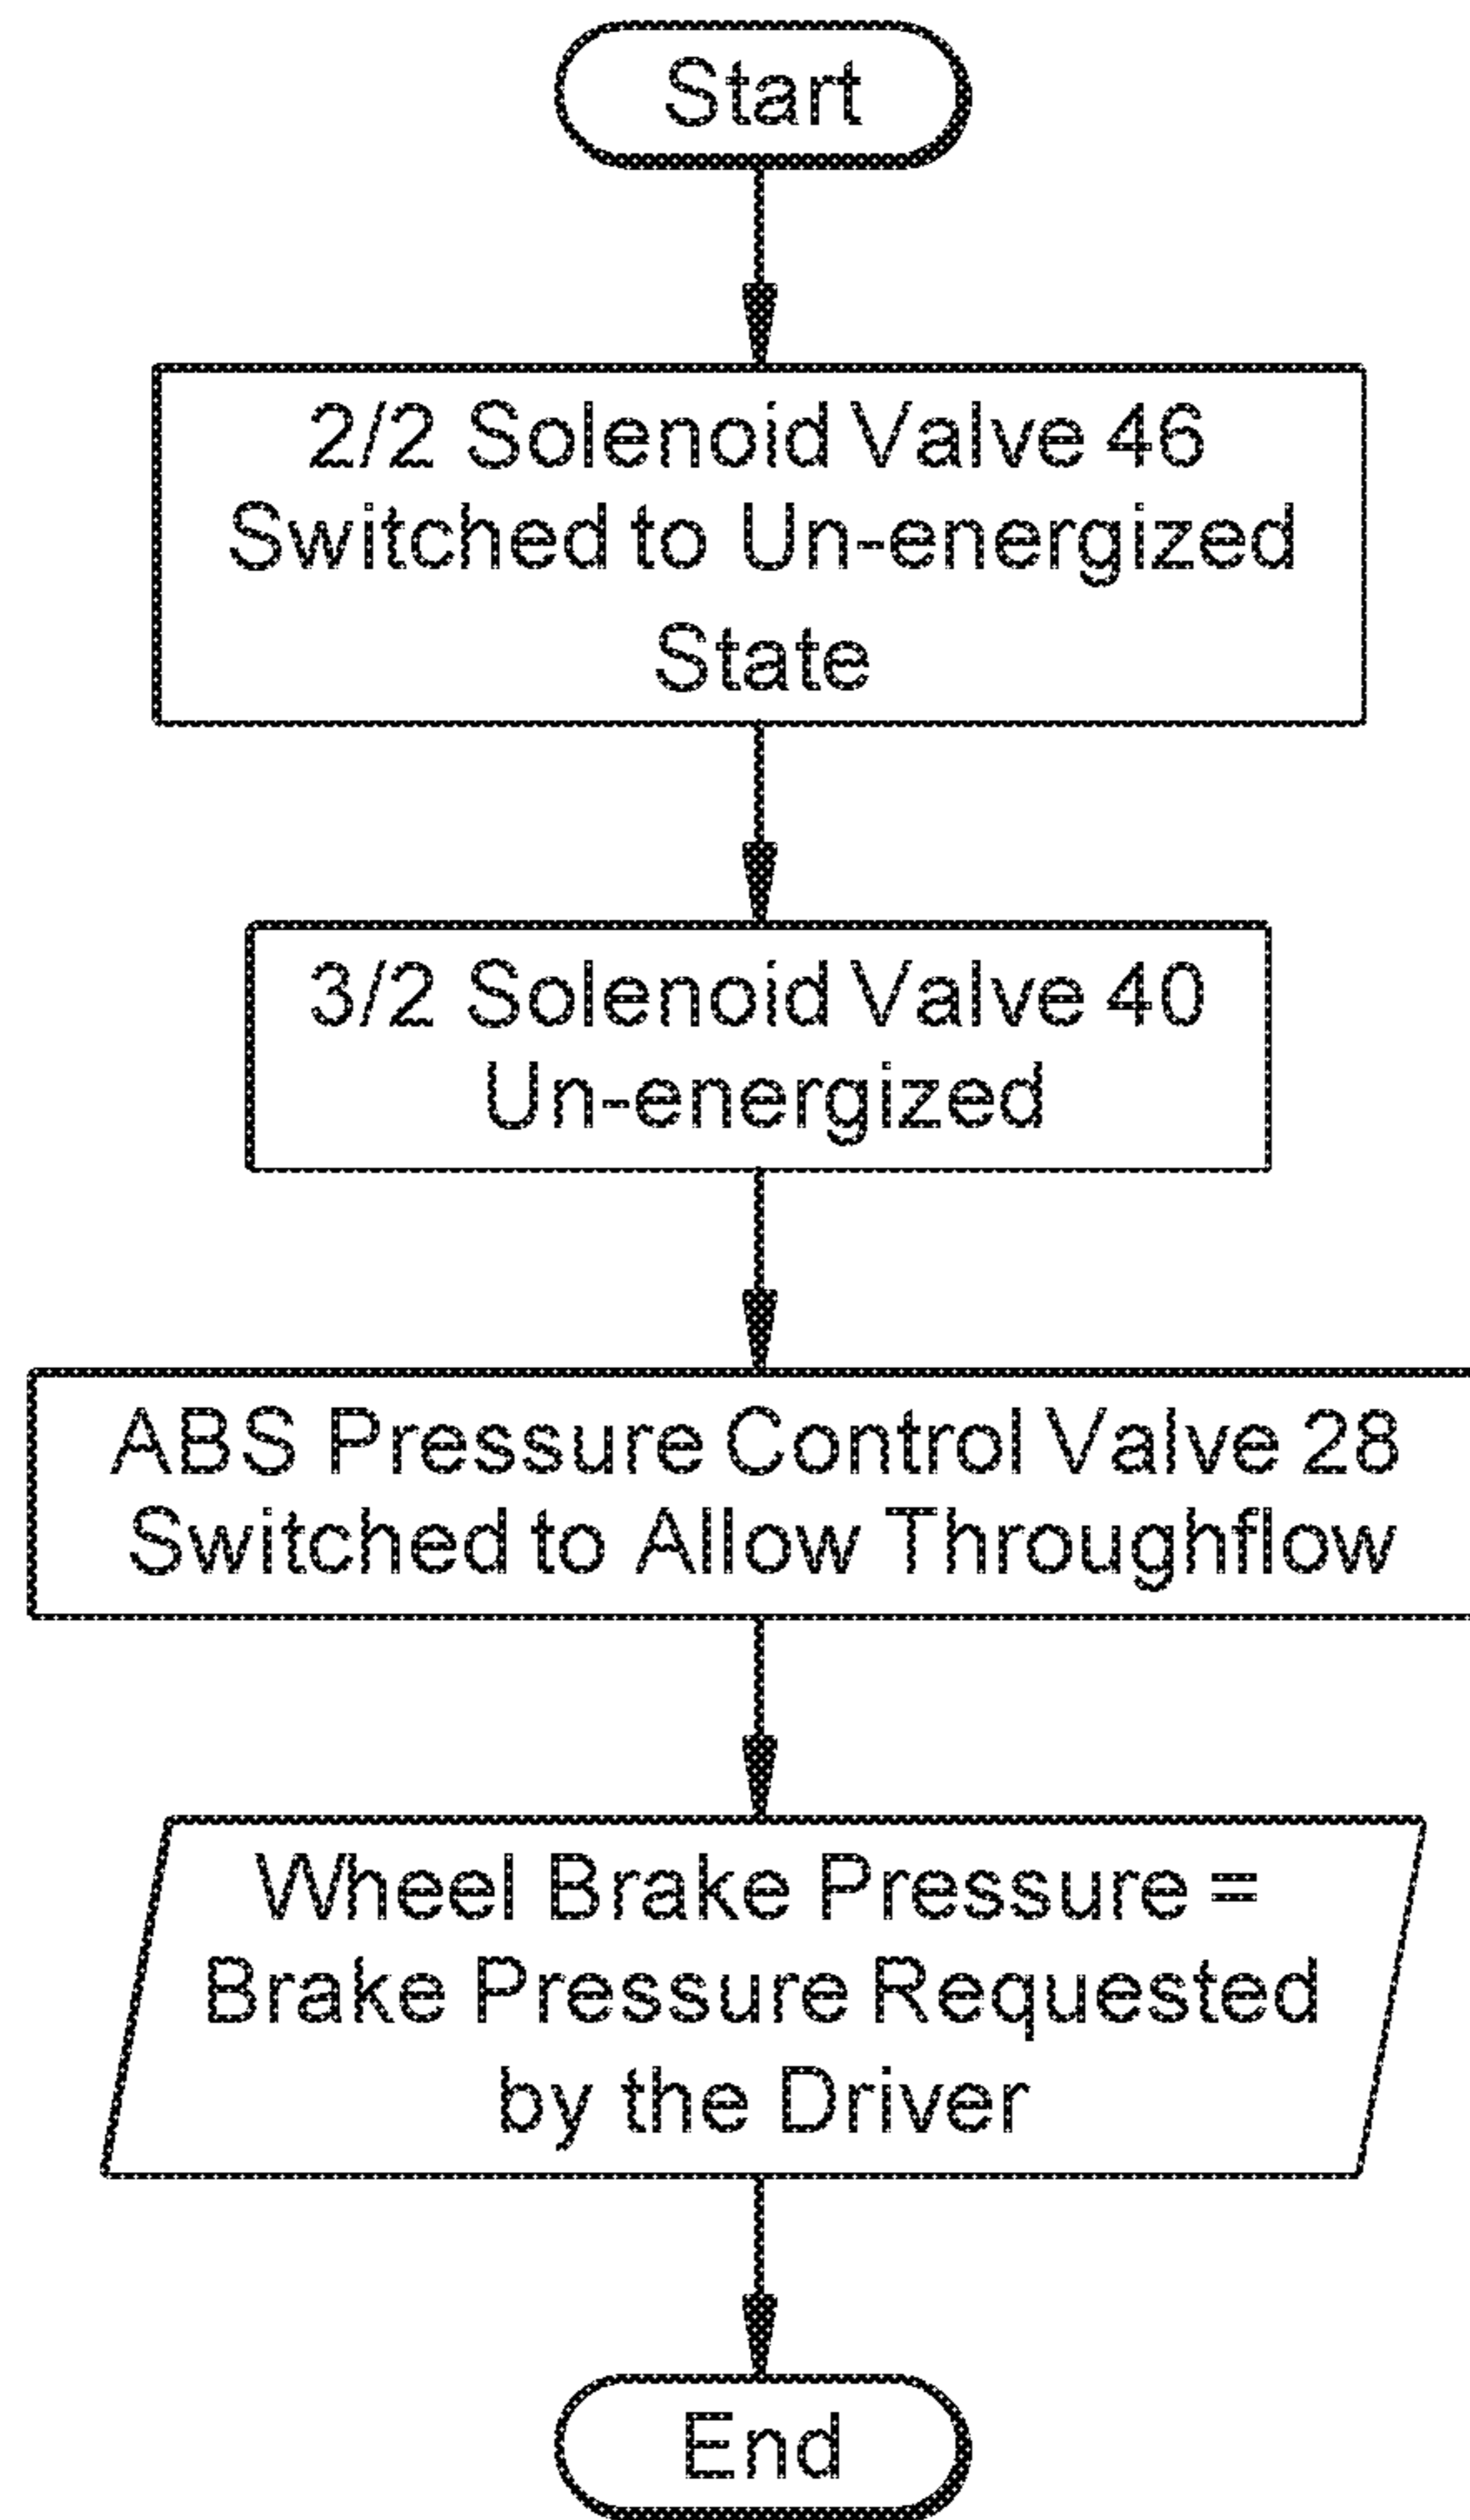 Start
2/2 Solenoid Valve 46
Switched to Un-energized
State
3/2 Solenoid Valve 40
Un-energized
ABS Pressure Control Valve 28
Switched to Allow Throughflow
Wheel Brake Pressure =
Brake Pressure Requested
by the Driver
End